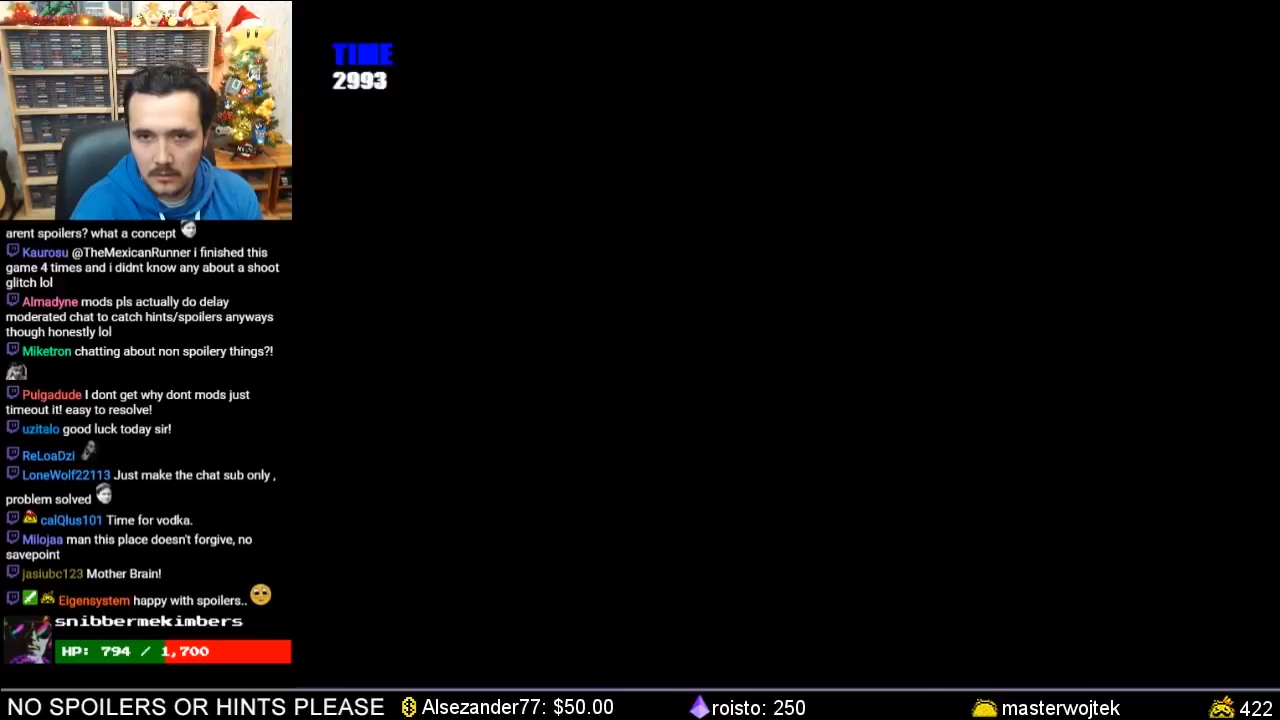 TIME
2993
arent spoilers? what a concept
Kaurosu @TheMexicanRunner i finished this
game 4 times and i didnt know any about a shoot
glitch lol
Almadyne mods pls actually do delay
moderated chat to catch hints/spoilers anyways
though honestly lol
Miketron chatting about non spoilery things?!
Pulgadude I dont get why dont mods just
timeout it! easy to resolve!
uzitalo good luck today sir!
ReLoaDzi
LoneWolf22113 Just make the chat sub only ,
problem solved
calQlus101 Time for vodka.
Milojaa man this place doesn't forgive, no
savepoint
jasiubc123 Mother Brain!
Eigensystem happy with spoilers..
snibbermekimbers
HP: 794 / 1,700
NO SPOILERS OR HINTS PLEASE Alsezander77: $50.00 roisto: 250 masterwojtek 422